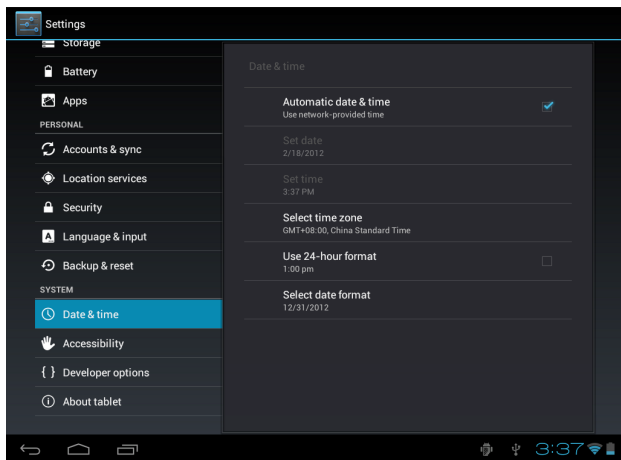 Settings
Storage
Battery
Apps
PERSONAL
Accounts & sync
Location services
Security
Language & input
Backup & reset
SYSTEM
Date & time
Accessibility
Developer options
About tablet
Date & time
Automatic date & time
Use network-provided time
Set date
2/18/2012
Set time
3:37 PM
Select time zone
GMT+08:00, China Standard Time
Use 24-hour format
1:00 pm
Select date format
12/31/2012
3:37